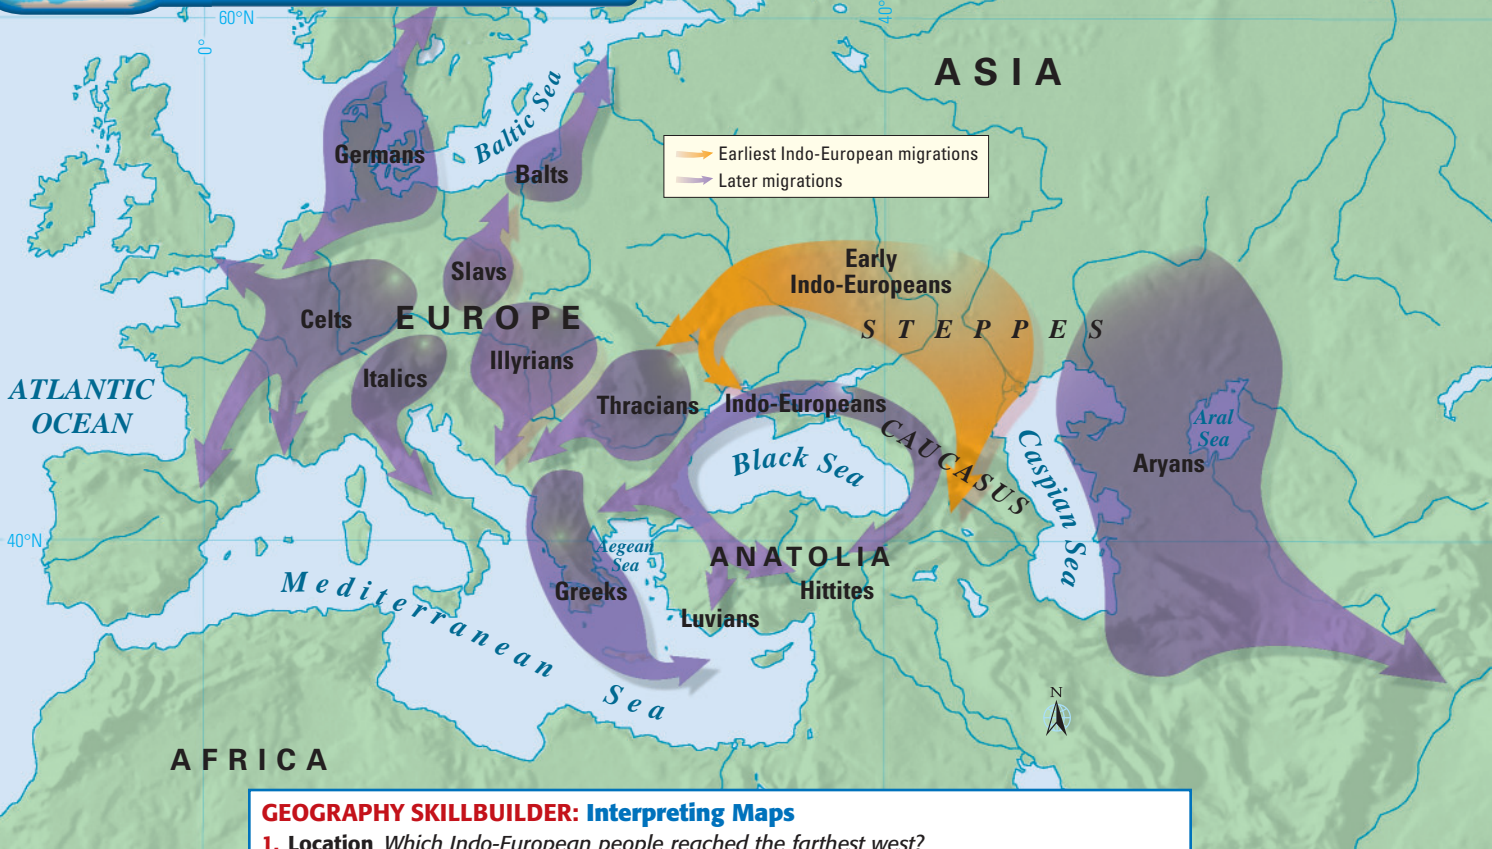 60°N
0°
40°
ASIA
Baltic Sea
Germans
Balts
Earliest Indo-European migrations
Later migrations
Slavs
Early
Indo-Europeans
Celts
EUROPE
STEPPES
Illyrians
Italics
ATLANTIC
OCEAN
Thracians
Indo-Europeans
CAUCASUS
Aral
Sea
Black Sea
Caspian Sea
Aryans
40°N
Aegean
Sea
ANATOLIA
Mediterranean Sea
Greeks
Hittites
Luvians
N
AFRICA
GEOGRAPHY SKILLBUILDER: Interpreting Maps
1. Location Which Indo-European people reached the farthest west?